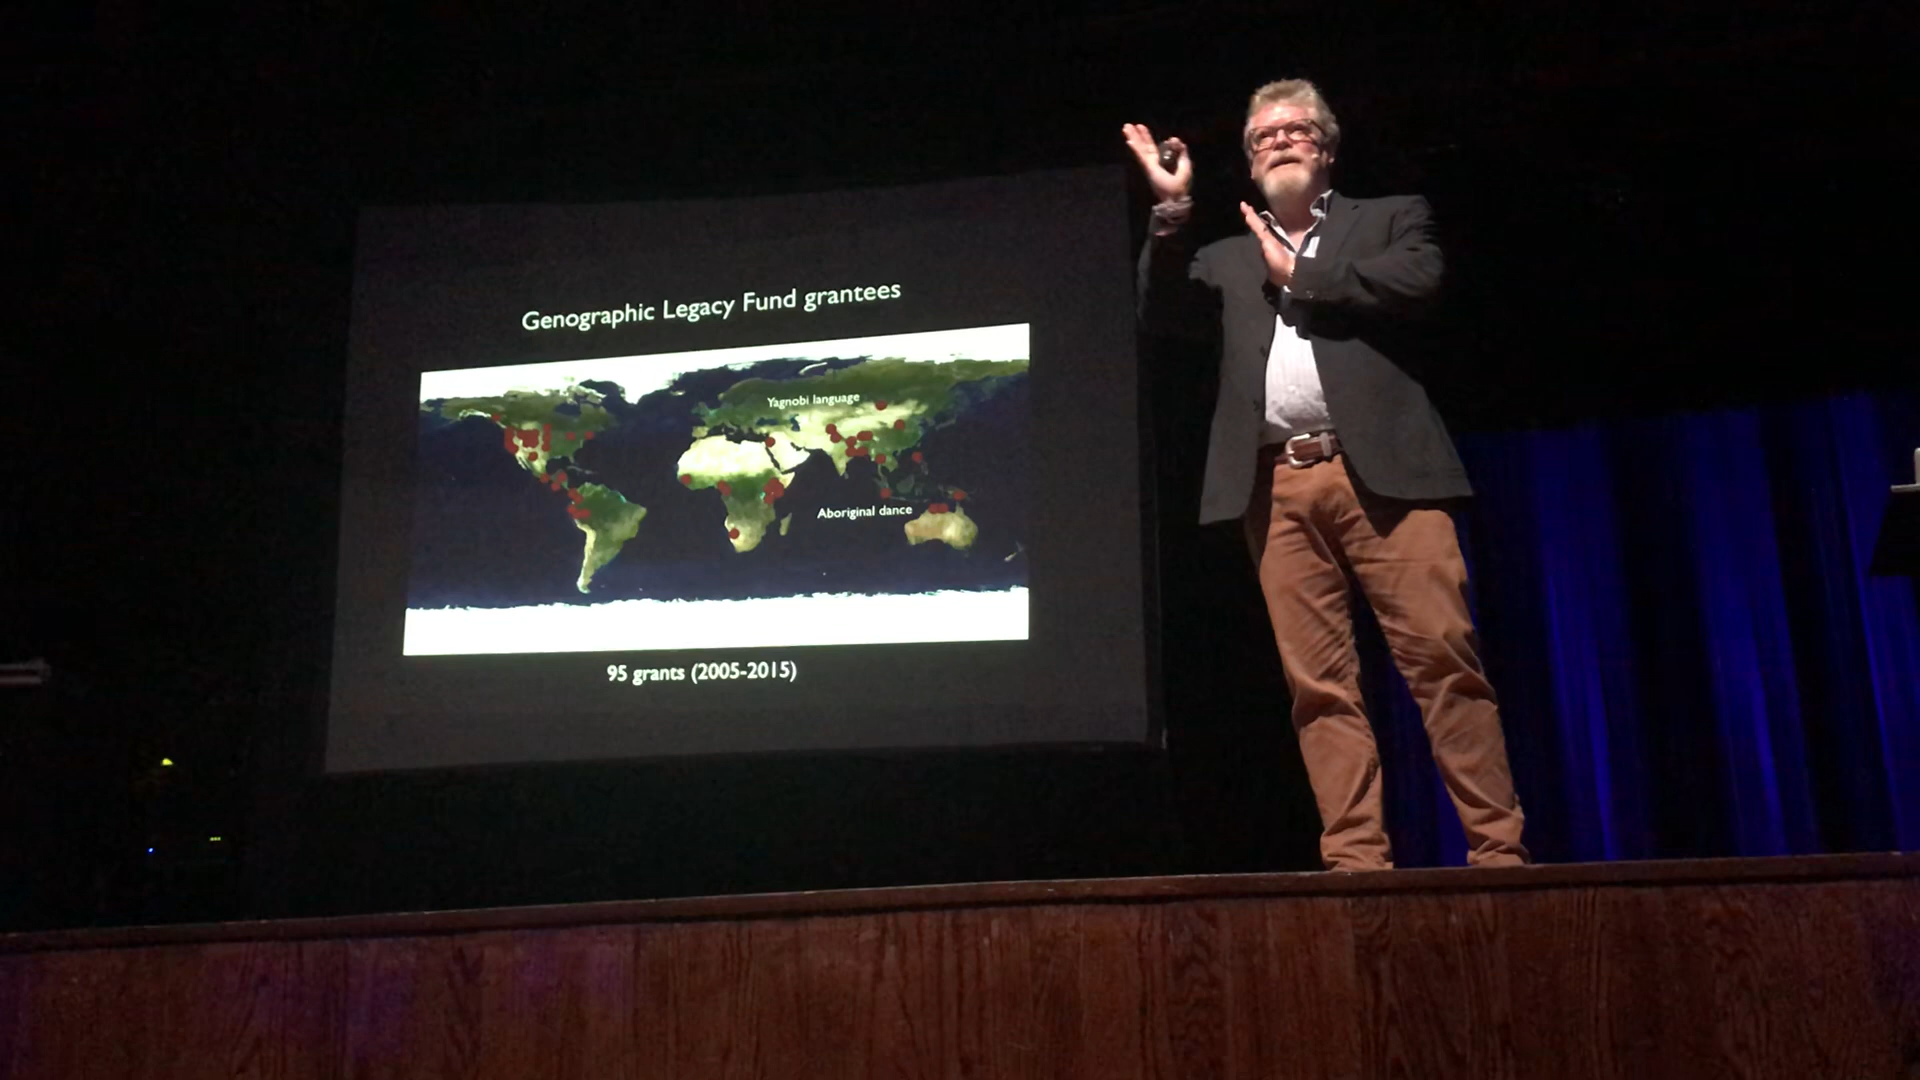 Genographic Legacy Fund grantees
Yagnobi language
Aboriginal dance
95 grants (2005-2015)